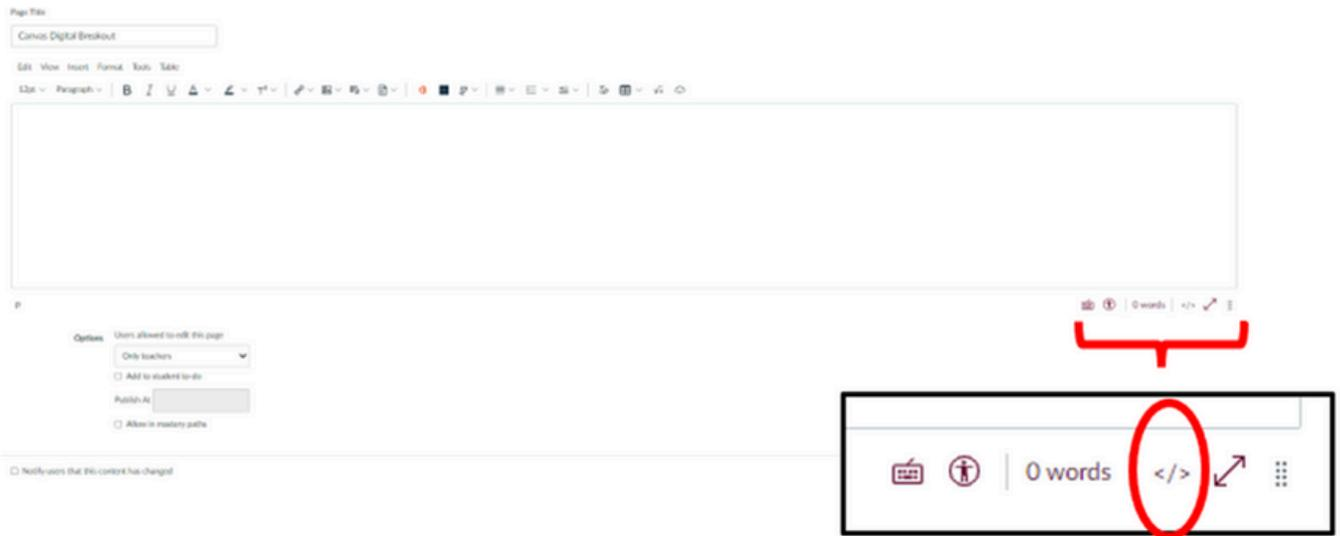 Page Title
Canvas Digital Breakout
Edit View Insert Format Tools Table
12pt Paragraph B I U A
P
0 words </>
Options
Users allowed to edit this page
Only teachers
Add to student to-do
Publish At
Allow in mastery paths
Notify users that this content has changed
0 words </>